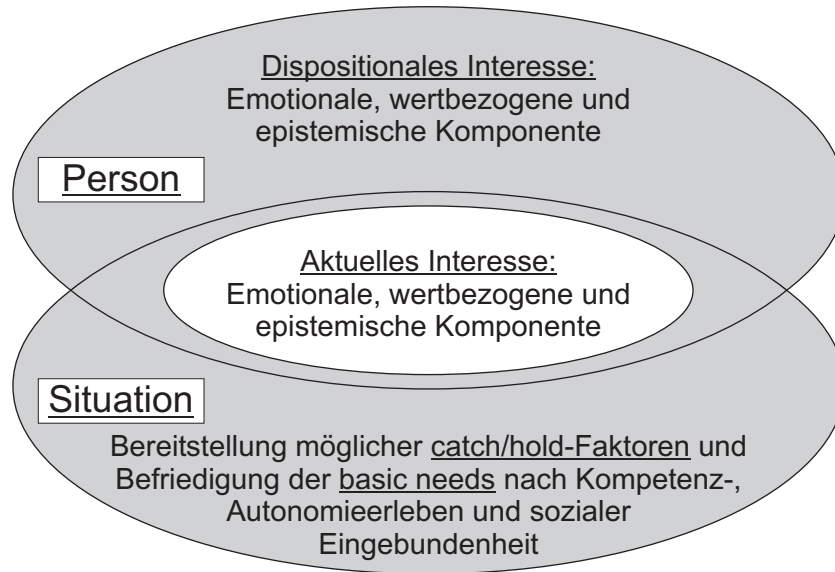 Dispositionales Interesse:
Emotionale, wertbezogene und
epistemische Komponente
Person
Aktuelles Interesse:
Emotionale, wertbezogene und
epistemische Komponente
Situation
Bereitstellung möglicher catch/hold-Faktoren und
Befriedigung der basic needs nach Kompetenz-,
Autonomieerleben und sozialer
Eingebundenheit